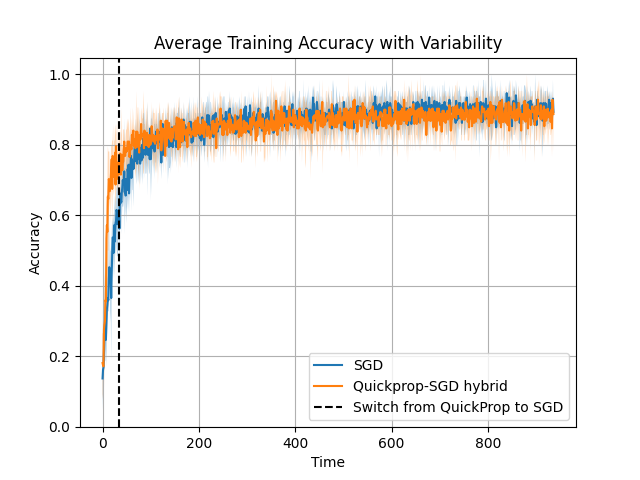 Average Training Accuracy with Variability
1.0
0.8
0.6
0.4
0.2
0.0
Accuracy
0
200
400
600
800
Time
SGD
Quickprop-SGD hybrid
Switch from QuickProp to SGD